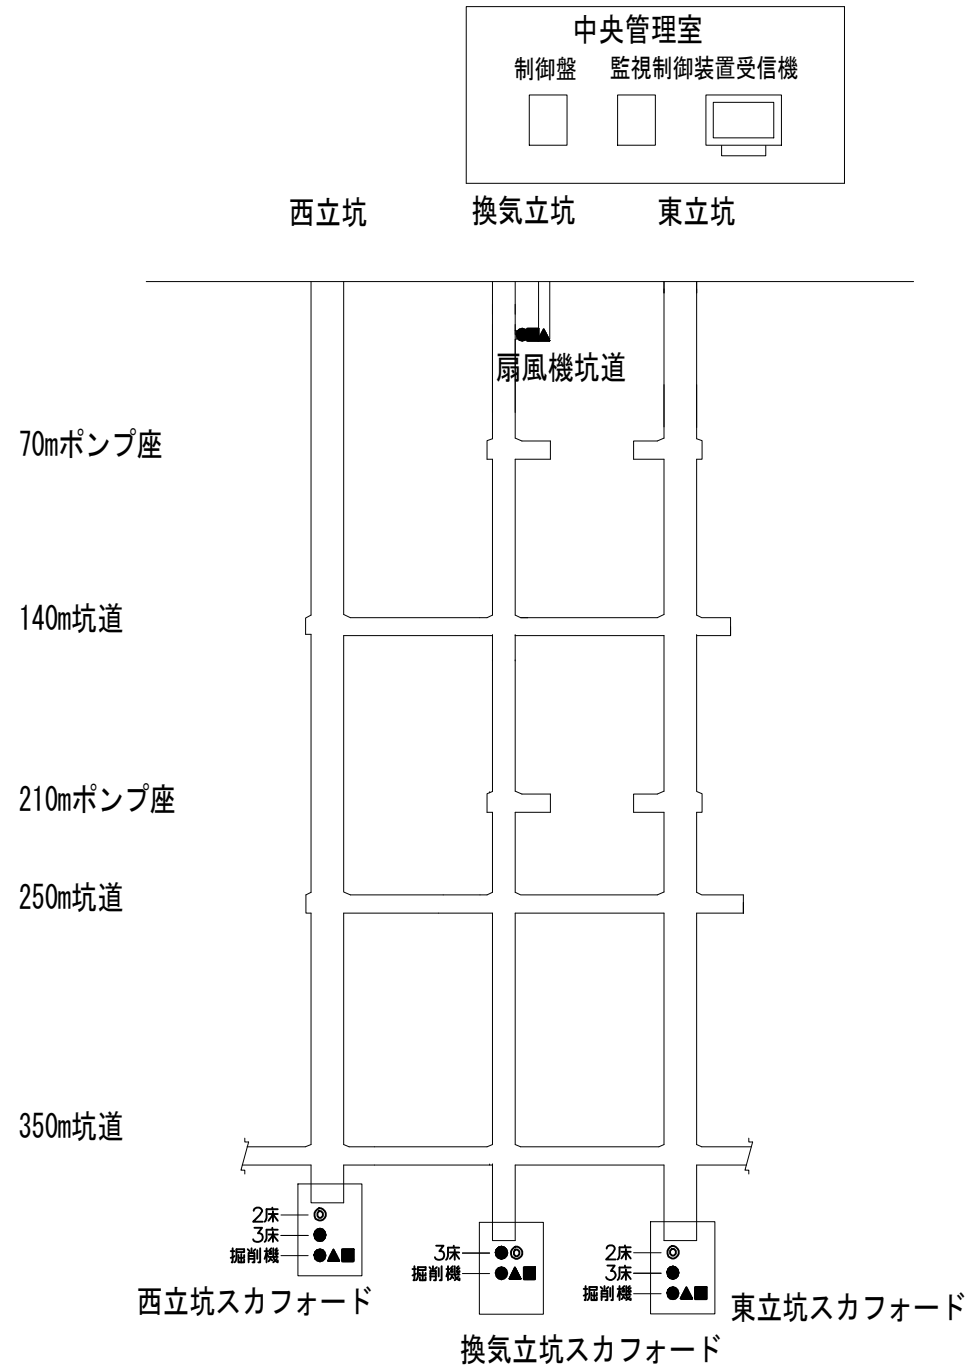 中央管理室
制御盤 監視制御装置受信機
西立坑 換気立坑 東立坑
扇風機坑道
70mポンプ座
140m坑道
210mポンプ座
250m坑道
350m坑道
2床
3床
掘削機
西立坑スカフォード
3床
掘削機
換気立坑スカフォード
2床
3床
掘削機
東立坑スカフォード